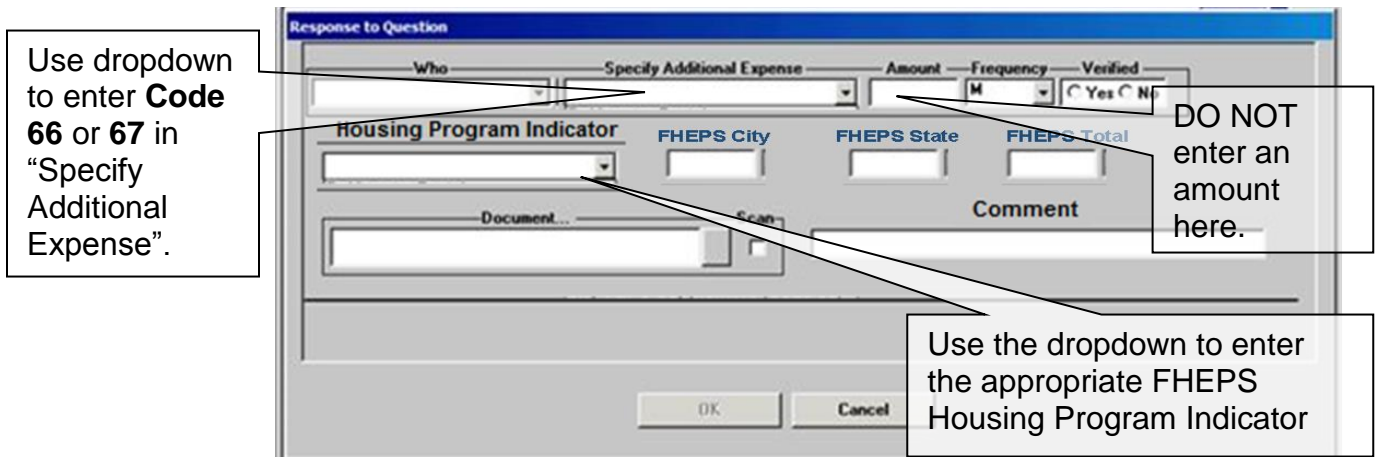 Response to Question
Use dropdown
to enter Code
66 or 67 in
“Specify
Additional
Expense”.
Who Specify Additional Expense Amount Frequency Verified
M Yes No
DO NOT
enter an
amount
here.
Housing Program Indicator FHEPS City FHEPS State FHEPS Total
Document... Scan Comment
Use the dropdown to enter
the appropriate FHEPS
Housing Program Indicator
OK Cancel